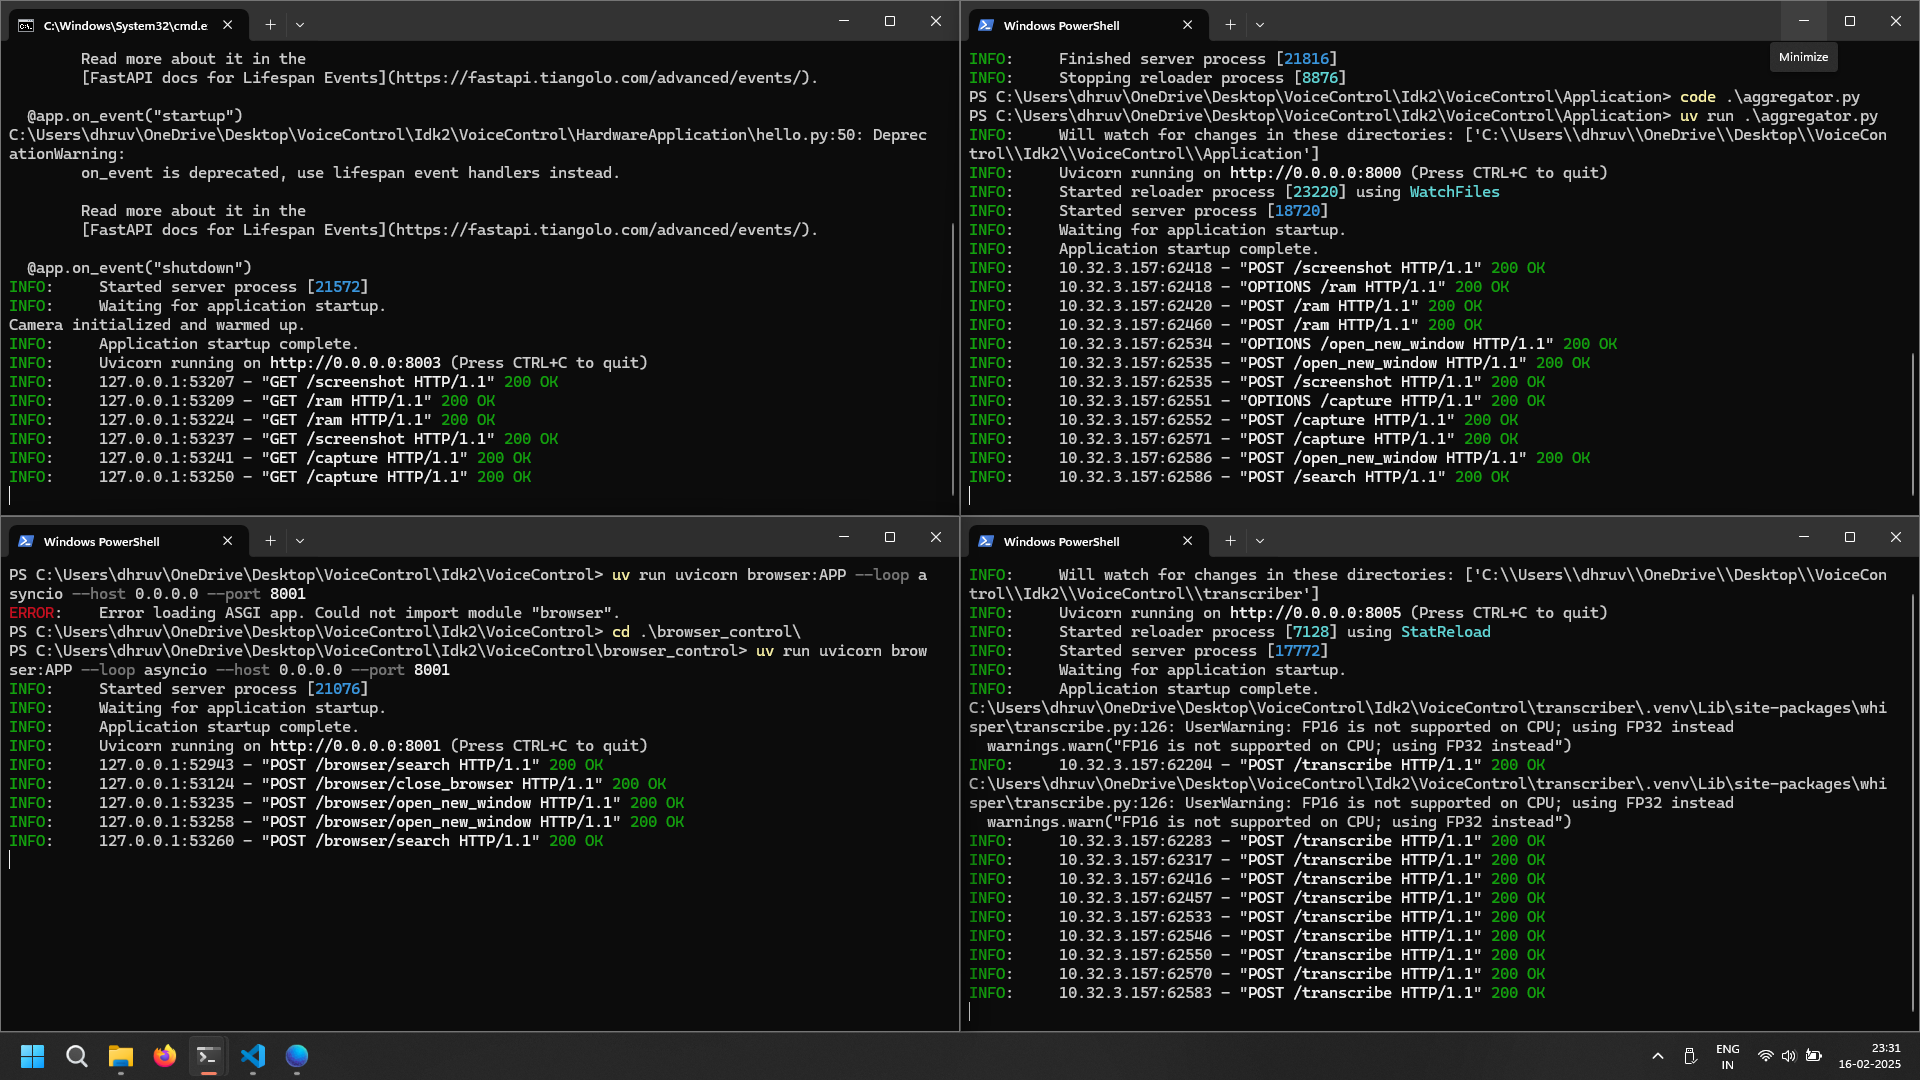 C:\Windows\System32\cmd.e
Read more about it in the
[FastAPI docs for Lifespan Events](https://fastapi.tiangolo.com/advanced/events/).
@app.on_event("startup")
C:\Users\dhruv\OneDrive\Desktop\VoiceControl\Idk2\VoiceControl\HardwareApplication\hello.py:50: Deprec
ationWarning:
on_event is deprecated, use lifespan event handlers instead.
Read more about it in the
[FastAPI docs for Lifespan Events](https://fastapi.tiangolo.com/advanced/events/).
@app.on_event("shutdown")
INFO:     Started server process [21572]
INFO:     Waiting for application startup.
Camera initialized and warmed up.
INFO:     Application startup complete.
INFO:     Uvicorn running on http://0.0.0.0:8003 (Press CTRL+C to quit)
INFO:     127.0.0.1:53207 - "GET /screenshot HTTP/1.1" 200 OK
INFO:     127.0.0.1:53209 - "GET /ram HTTP/1.1" 200 OK
INFO:     127.0.0.1:53224 - "GET /ram HTTP/1.1" 200 OK
INFO:     127.0.0.1:53237 - "GET /screenshot HTTP/1.1" 200 OK
INFO:     127.0.0.1:53241 - "GET /capture HTTP/1.1" 200 OK
INFO:     127.0.0.1:53250 - "GET /capture HTTP/1.1" 200 OK
Windows PowerShell
Minimize
INFO:     Finished server process [21816]
INFO:     Stopping reloader process [8876]
PS C:\Users\dhruv\OneDrive\Desktop\VoiceControl\Idk2\VoiceControl\Application> code .\aggregator.py
PS C:\Users\dhruv\OneDrive\Desktop\VoiceControl\Idk2\VoiceControl\Application> uv run .\aggregator.py
INFO:     Will watch for changes in these directories: ['C:\\Users\\dhruv\\OneDrive\\Desktop\\VoiceCon
trol\\Idk2\\VoiceControl\\Application']
INFO:     Uvicorn running on http://0.0.0.0:8000 (Press CTRL+C to quit)
INFO:     Started reloader process [23220] using WatchFiles
INFO:     Started server process [18720]
INFO:     Waiting for application startup.
INFO:     Application startup complete.
INFO:     10.32.3.157:62418 - "POST /screenshot HTTP/1.1" 200 OK
INFO:     10.32.3.157:62418 - "OPTIONS /ram HTTP/1.1" 200 OK
INFO:     10.32.3.157:62420 - "POST /ram HTTP/1.1" 200 OK
INFO:     10.32.3.157:62460 - "POST /ram HTTP/1.1" 200 OK
INFO:     10.32.3.157:62534 - "OPTIONS /open_new_window HTTP/1.1" 200 OK
INFO:     10.32.3.157:62535 - "POST /open_new_window HTTP/1.1" 200 OK
INFO:     10.32.3.157:62535 - "POST /screenshot HTTP/1.1" 200 OK
INFO:     10.32.3.157:62551 - "OPTIONS /capture HTTP/1.1" 200 OK
INFO:     10.32.3.157:62552 - "POST /capture HTTP/1.1" 200 OK
INFO:     10.32.3.157:62571 - "POST /capture HTTP/1.1" 200 OK
INFO:     10.32.3.157:62586 - "POST /open_new_window HTTP/1.1" 200 OK
INFO:     10.32.3.157:62586 - "POST /search HTTP/1.1" 200 OK
Windows PowerShell
PS C:\Users\dhruv\OneDrive\Desktop\VoiceControl\Idk2\VoiceControl> uv run uvicorn browser:APP --loop a
syncio --host 0.0.0.0 --port 8001
ERROR:    Error loading ASGI app. Could not import module "browser".
PS C:\Users\dhruv\OneDrive\Desktop\VoiceControl\Idk2\VoiceControl> cd .\browser_control\
PS C:\Users\dhruv\OneDrive\Desktop\VoiceControl\Idk2\VoiceControl\browser_control> uv run uvicorn brow
ser:APP --loop asyncio --host 0.0.0.0 --port 8001
INFO:     Started server process [21076]
INFO:     Waiting for application startup.
INFO:     Application startup complete.
INFO:     Uvicorn running on http://0.0.0.0:8001 (Press CTRL+C to quit)
INFO:     127.0.0.1:52943 - "POST /browser/search HTTP/1.1" 200 OK
INFO:     127.0.0.1:53124 - "POST /browser/close_browser HTTP/1.1" 200 OK
INFO:     127.0.0.1:53235 - "POST /browser/open_new_window HTTP/1.1" 200 OK
INFO:     127.0.0.1:53258 - "POST /browser/open_new_window HTTP/1.1" 200 OK
INFO:     127.0.0.1:53260 - "POST /browser/search HTTP/1.1" 200 OK
Windows PowerShell
INFO:     Will watch for changes in these directories: ['C:\\Users\\dhruv\\OneDrive\\Desktop\\VoiceCon
trol\\Idk2\\VoiceControl\\transcriber']
INFO:     Uvicorn running on http://0.0.0.0:8005 (Press CTRL+C to quit)
INFO:     Started reloader process [7128] using StatReload
INFO:     Started server process [17772]
INFO:     Waiting for application startup.
INFO:     Application startup complete.
C:\Users\dhruv\OneDrive\Desktop\VoiceControl\Idk2\VoiceControl\transcriber\.venv\Lib\site-packages\whi
sper\transcribe.py:126: UserWarning: FP16 is not supported on CPU; using FP32 instead
warnings.warn("FP16 is not supported on CPU; using FP32 instead")
INFO:     10.32.3.157:62204 - "POST /transcribe HTTP/1.1" 200 OK
C:\Users\dhruv\OneDrive\Desktop\VoiceControl\Idk2\VoiceControl\transcriber\.venv\Lib\site-packages\whi
sper\transcribe.py:126: UserWarning: FP16 is not supported on CPU; using FP32 instead
warnings.warn("FP16 is not supported on CPU; using FP32 instead")
INFO:     10.32.3.157:62283 - "POST /transcribe HTTP/1.1" 200 OK
INFO:     10.32.3.157:62317 - "POST /transcribe HTTP/1.1" 200 OK
INFO:     10.32.3.157:62416 - "POST /transcribe HTTP/1.1" 200 OK
INFO:     10.32.3.157:62457 - "POST /transcribe HTTP/1.1" 200 OK
INFO:     10.32.3.157:62533 - "POST /transcribe HTTP/1.1" 200 OK
INFO:     10.32.3.157:62546 - "POST /transcribe HTTP/1.1" 200 OK
INFO:     10.32.3.157:62550 - "POST /transcribe HTTP/1.1" 200 OK
INFO:     10.32.3.157:62570 - "POST /transcribe HTTP/1.1" 200 OK
INFO:     10.32.3.157:62583 - "POST /transcribe HTTP/1.1" 200 OK
ENG
IN
23:31
16-02-2025